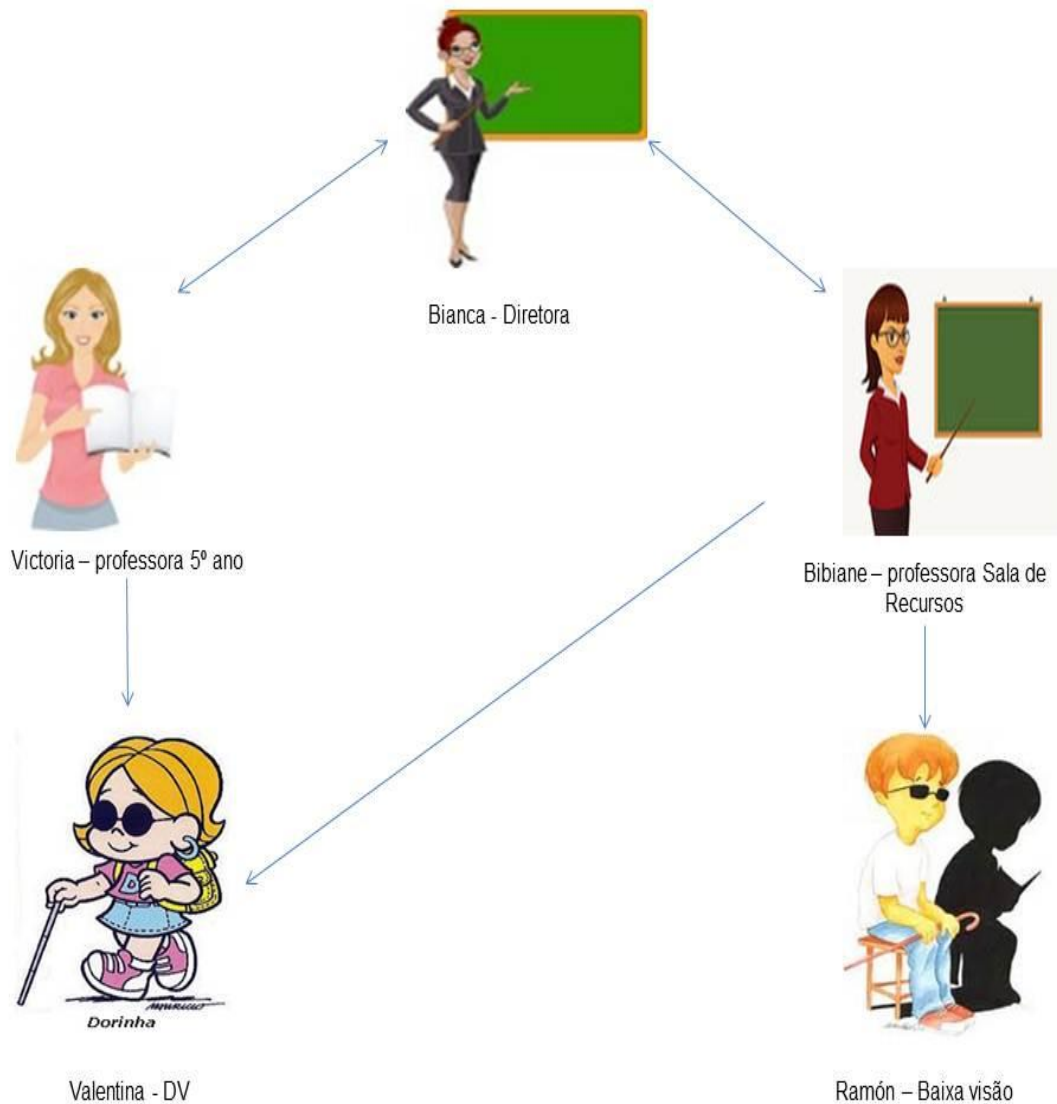 Bianca - Diretora
Victoria – professora 5º ano
Bibiane – professora Sala de
Recursos
Dorinha
Valentina - DV
Ramón – Baixa visão